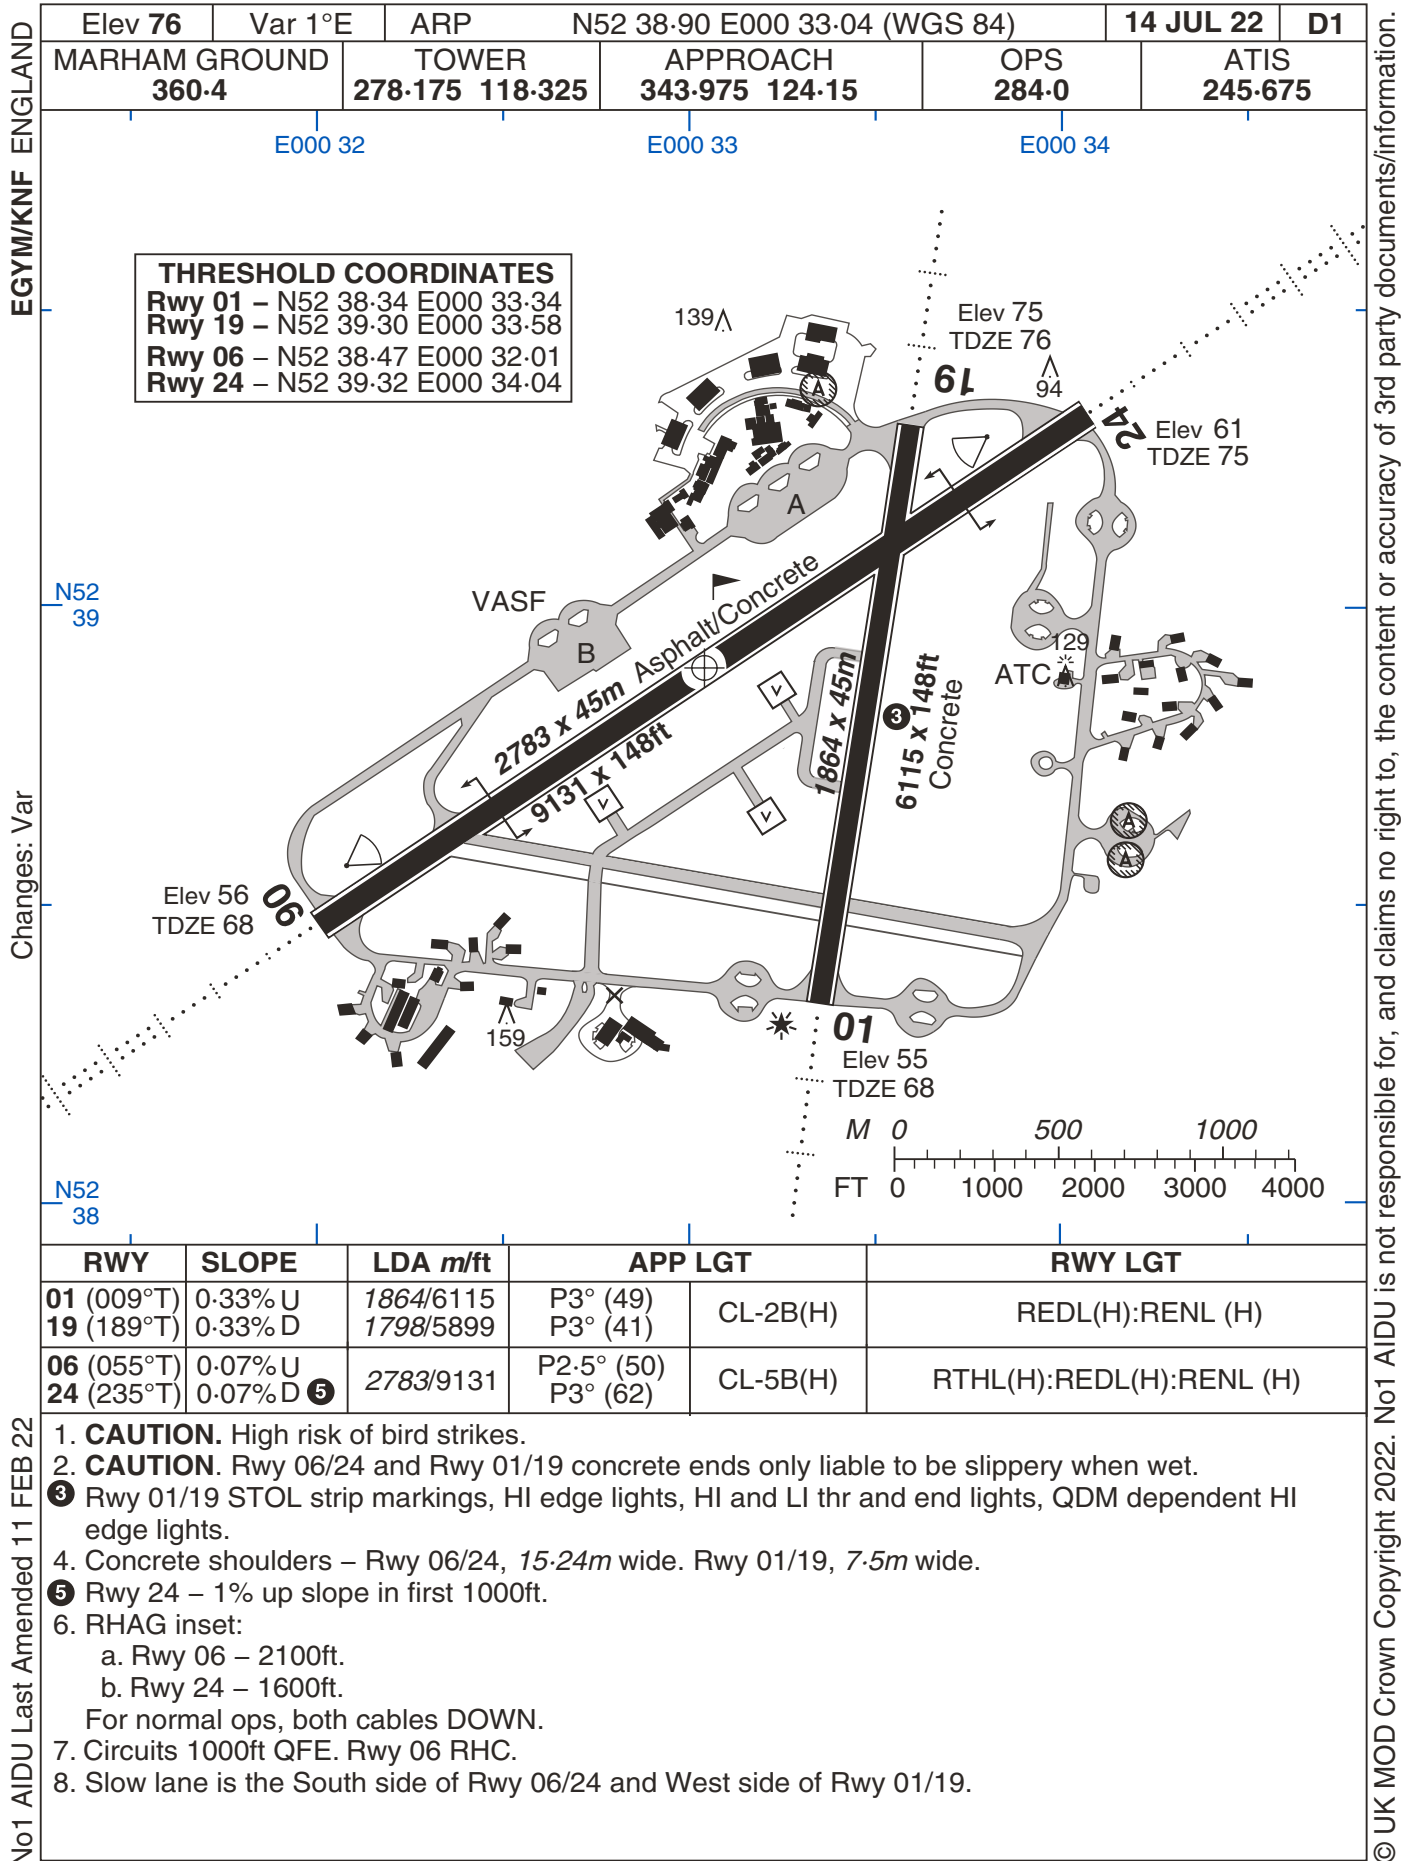 Elev 76 Var 1°E ARP N52 38·90 E000 33·04 (WGS 84) 14 JUL 22 D1
MARHAM GROUND TOWER APPROACH OPS ATIS
360·4 278·175 118·325 343·975 124·15 284·0 245·675
EGYM/KNF ENGLAND
Changes: Var
No1 AIDU Last Amended 11 FEB 22
© UK MOD Crown Copyright 2022. No1 AIDU is not responsible for, and claims no right to, the content or accuracy of 3rd party documents/information.
E000 32 E000 33 E000 34
THRESHOLD COORDINATES
Rwy 01 – N52 38·34 E000 33·34
Rwy 19 – N52 39·30 E000 33·58
Rwy 06 – N52 38·47 E000 32·01
Rwy 24 – N52 39·32 E000 34·04
139
Elev 75
TDZE 76
19
94
A
24
Elev 61
TDZE 75
A
N52
39
VASF
B
Asphalt/Concrete
2783 x 45m
9131 x 148ft
1864 x 45m
3
6115 x 148ft
Concrete
129
ATC
V
V
V
A
A
Elev 56
TDZE 68
06
159
01
Elev 55
TDZE 68
N52
38
M 0 500 1000
FT 0 1000 2000 3000 4000
RWY SLOPE LDA m/ft APP LGT RWY LGT
01 (009°T) 0·33% U 1864/6115 P3° (49) CL-2B(H) REDL(H):RENL (H)
19 (189°T) 0·33% D 1798/5899 P3° (41)
06 (055°T) 0·07% U 2783/9131 P2·5° (50) CL-5B(H) RTHL(H):REDL(H):RENL (H)
24 (235°T) 0·07% D 5 P3° (62)
1. CAUTION. High risk of bird strikes.
2. CAUTION. Rwy 06/24 and Rwy 01/19 concrete ends only liable to be slippery when wet.
3 Rwy 01/19 STOL strip markings, HI edge lights, HI and LI thr and end lights, QDM dependent HI
edge lights.
4. Concrete shoulders – Rwy 06/24, 15·24m wide. Rwy 01/19, 7·5m wide.
5 Rwy 24 – 1% up slope in first 1000ft.
6. RHAG inset:
a. Rwy 06 – 2100ft.
b. Rwy 24 – 1600ft.
For normal ops, both cables DOWN.
7. Circuits 1000ft QFE. Rwy 06 RHC.
8. Slow lane is the South side of Rwy 06/24 and West side of Rwy 01/19.